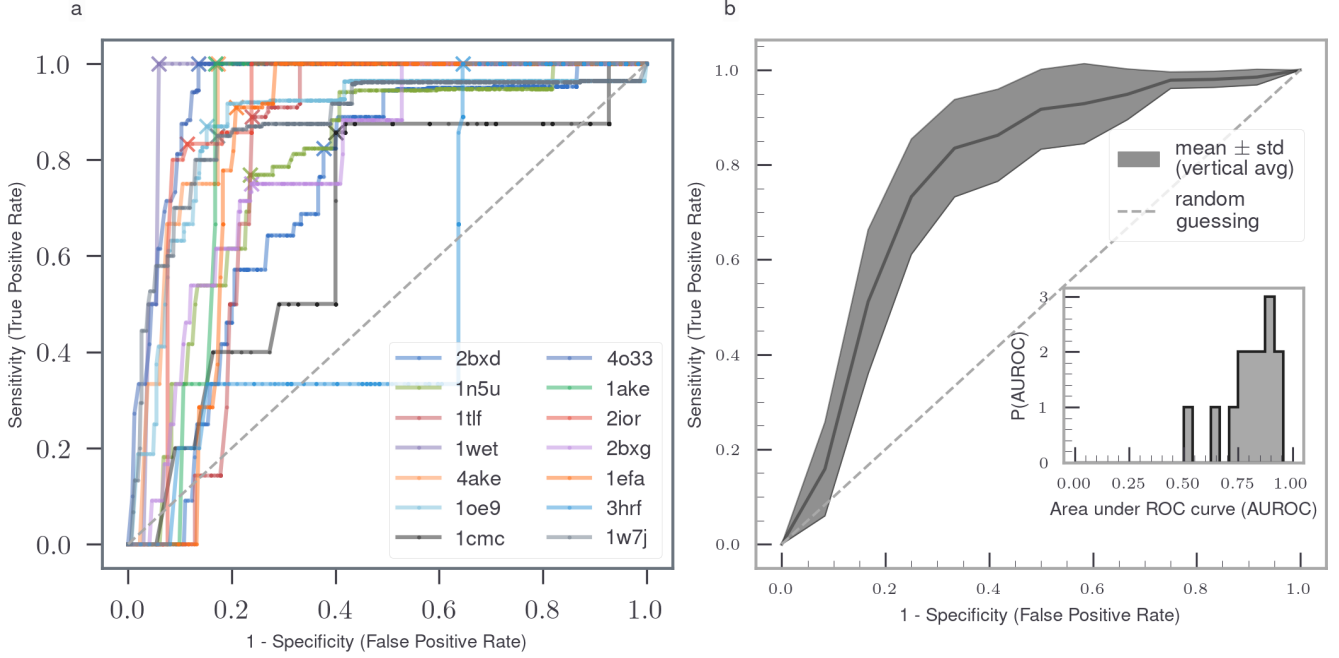 a
Sensitivity (True Positive Rate)
1.0
0.8
0.6
0.4
0.2
0.0
0.0 0.2 0.4 0.6 0.8 1.0
1 - Specificity (False Positive Rate)
2bxd 4o33
1n5u 1ake
1tlf 2ior
1wet 2bxg
4ake 1efa
1oe9 3hrf
1cmc 1w7j
b
Sensitivity (True Positive Rate)
1.0
0.8
0.6
0.4
0.2
0.0
0.0 0.2 0.4 0.6 0.8 1.0
1 - Specificity (False Positive Rate)
mean ± std
(vertical avg)
random
guessing
P(AUROC)
3
2
1
0
0.00 0.25 0.50 0.75 1.00
Area under ROC curve (AUROC)